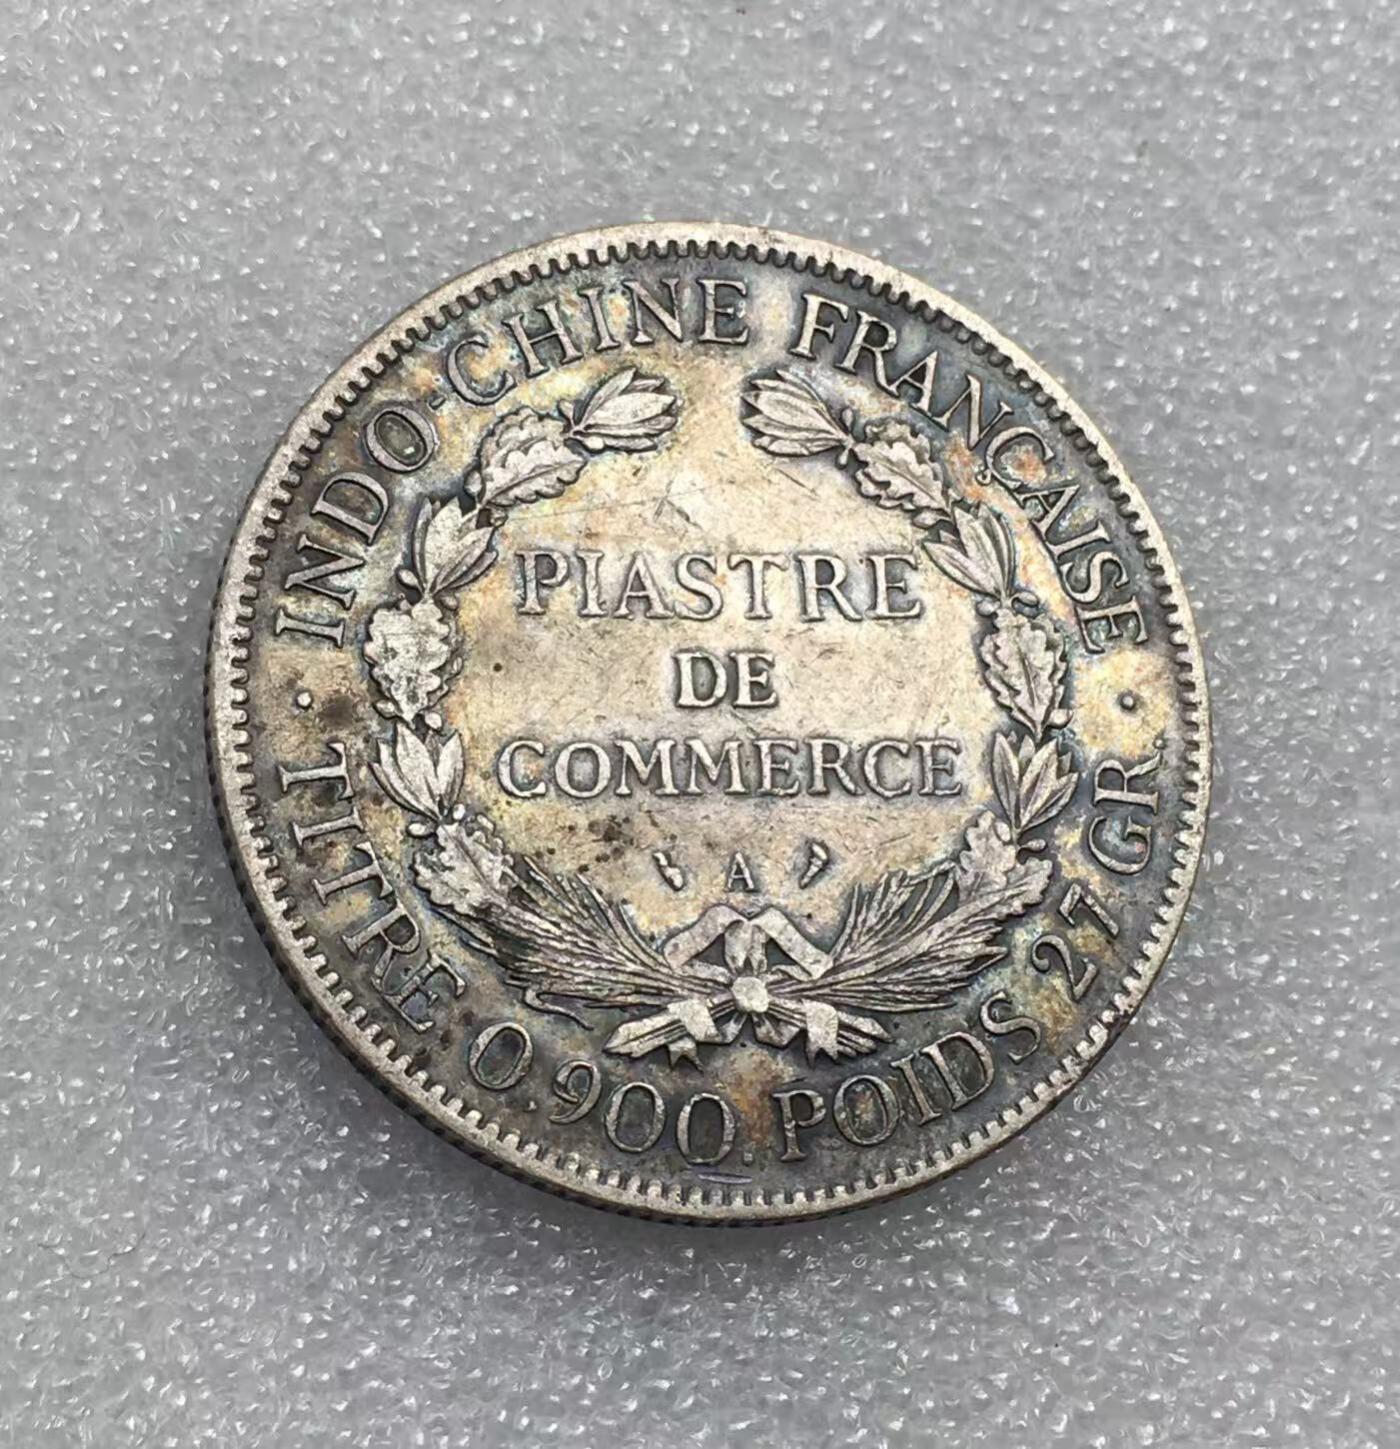 INDO-CHINE FRANÇAISE
PIASTRE
DE
COMMERCE
A
TITRE 0.900. POIDS 27 GR.